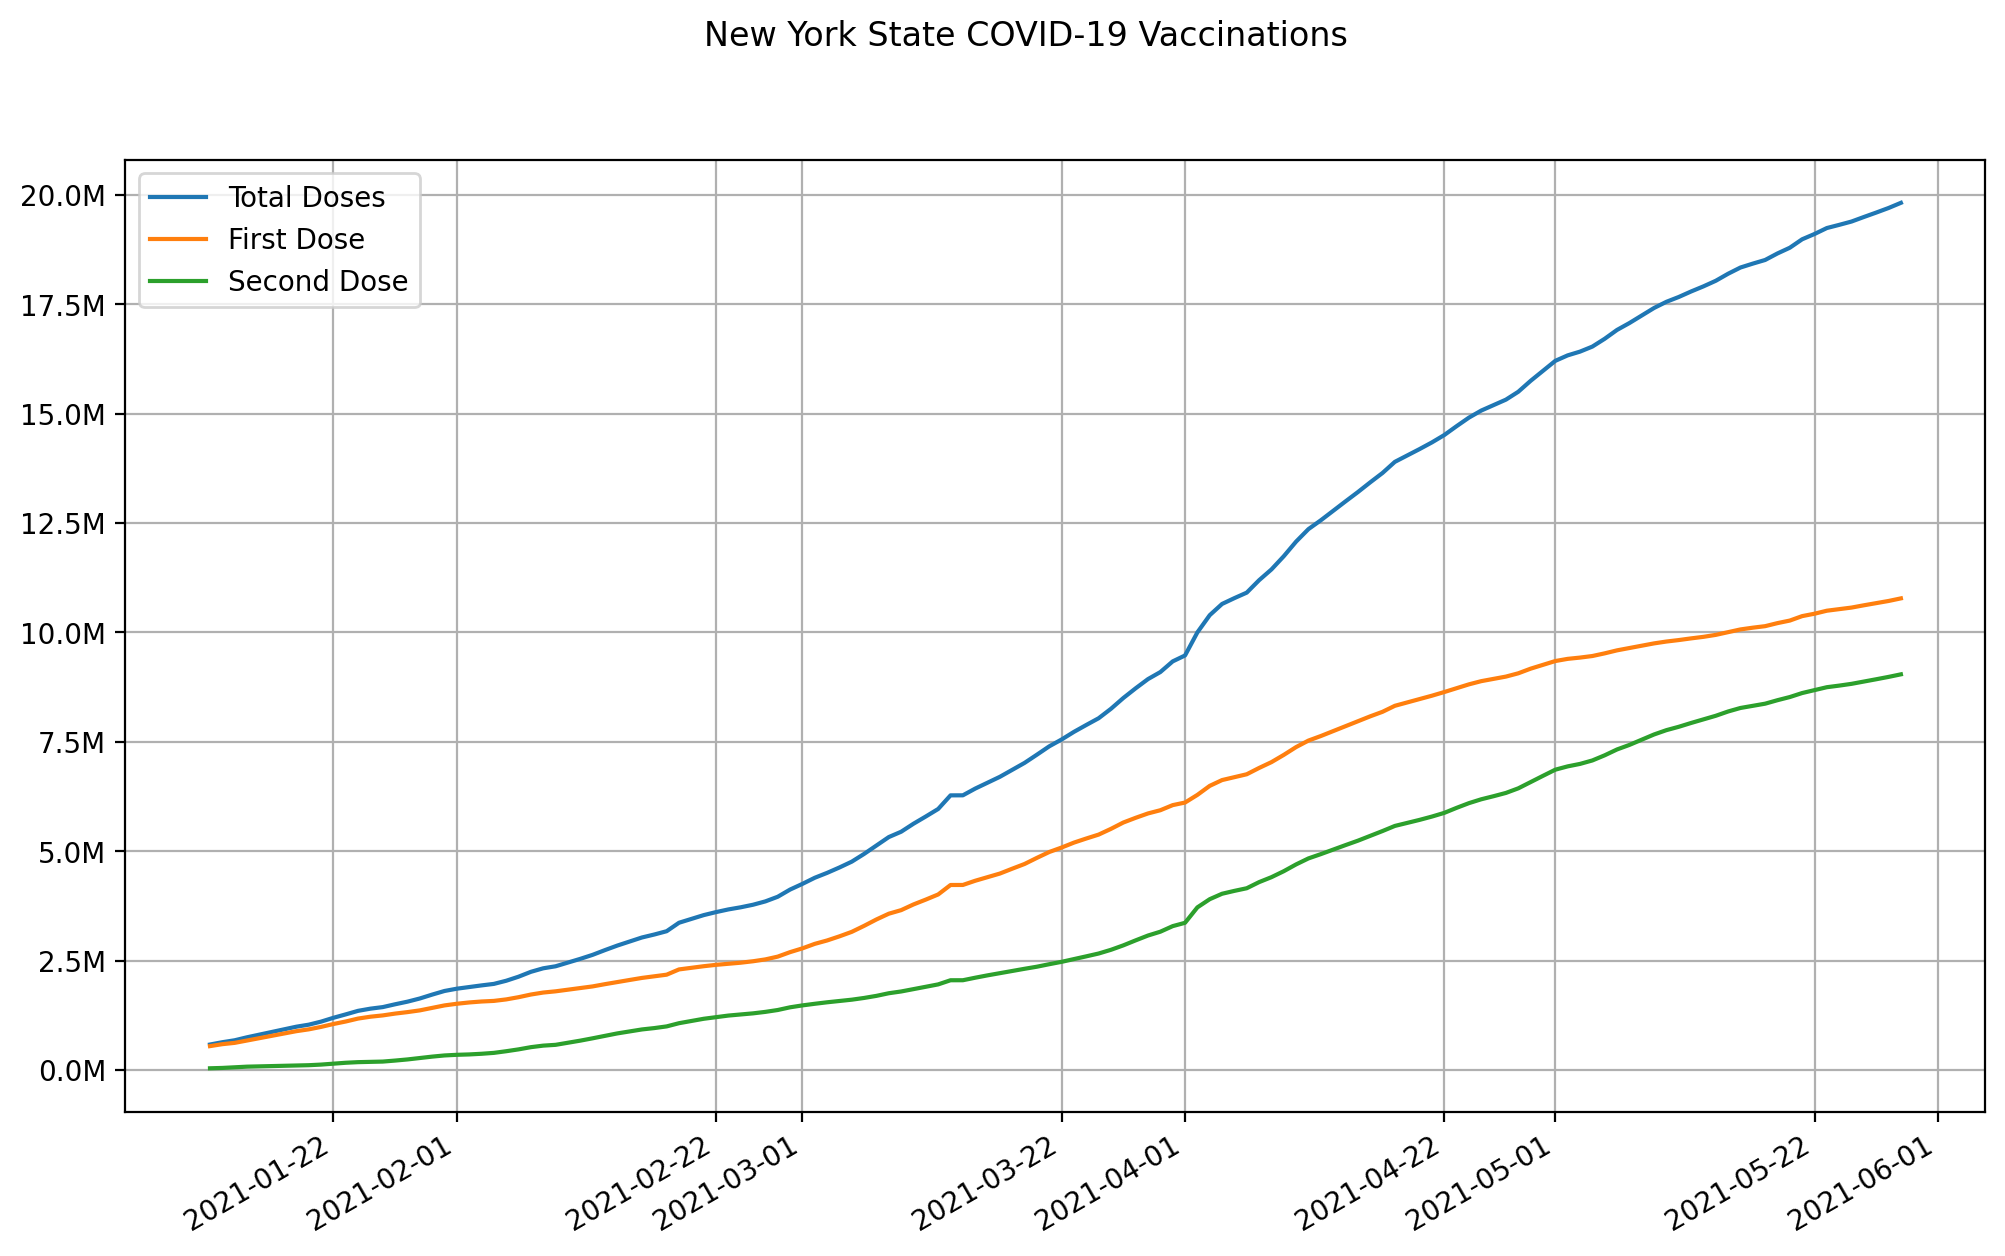 New York State COVID-19 Vaccinations
Total Doses
First Dose
Second Dose
20.0M
17.5M
15.0M
12.5M
10.0M
7.5M
5.0M
2.5M
0.0M
2021-01-22
2021-02-01
2021-02-22
2021-03-01
2021-03-22
2021-04-01
2021-04-22
2021-05-01
2021-05-22
2021-06-01